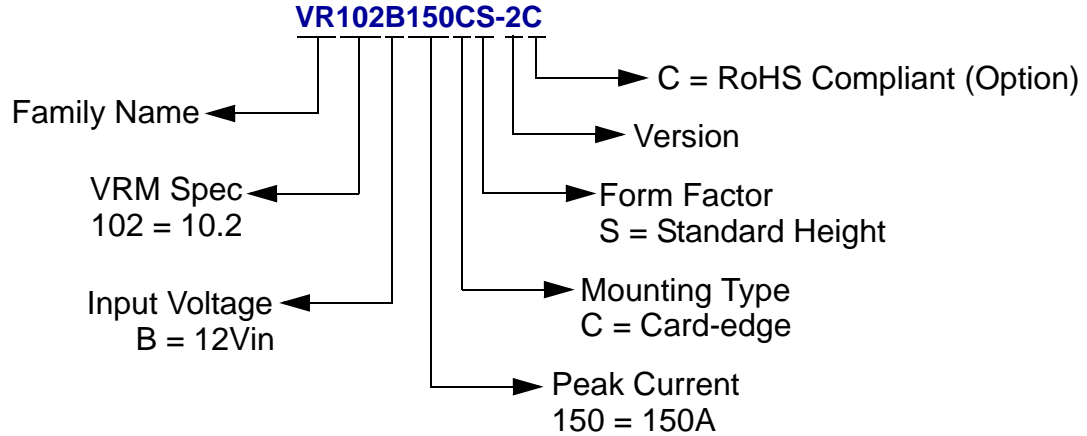 VR102B150CS-2C
C = RoHS Compliant (Option)
Family Name
Version
VRM Spec
102 = 10.2
Form Factor
S = Standard Height
Input Voltage
B = 12Vin
Mounting Type
C = Card-edge
Peak Current
150 = 150A